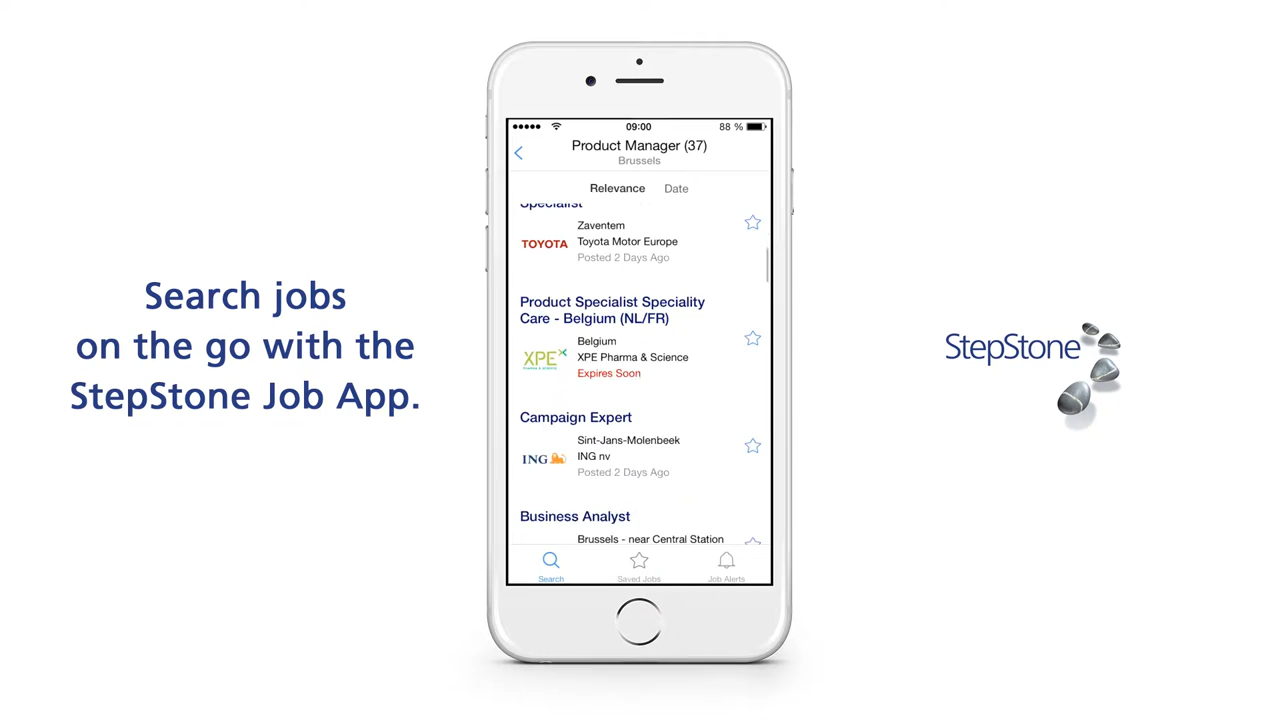 Search jobs
on the go with the
StepStone Job App.
09:00
88 %
Product Manager (37)
Brussels
Relevance Date
Specialist
TOYOTA
Zaventem
Toyota Motor Europe
Posted 2 Days Ago
Product Specialist Speciality
Care - Belgium (NL/FR)
XPE
PHARMA & SCIENCE
Belgium
XPE Pharma & Science
Expires Soon
Campaign Expert
ING
Sint-Jans-Molenbeek
ING nv
Posted 2 Days Ago
Business Analyst
Brussels - near Central Station
Search Saved Jobs Job Alerts
StepStone